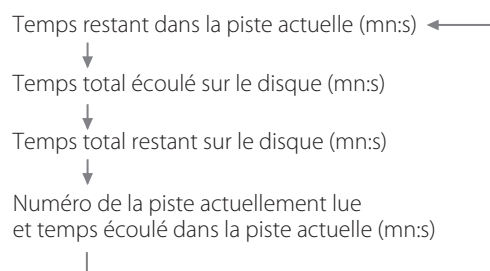 Temps restant dans la piste actuelle (mn:s)
Temps total écoulé sur le disque (mn:s)
Temps total restant sur le disque (mn:s)
Numéro de la piste actuellement lue
et temps écoulé dans la piste actuelle (mn:s)